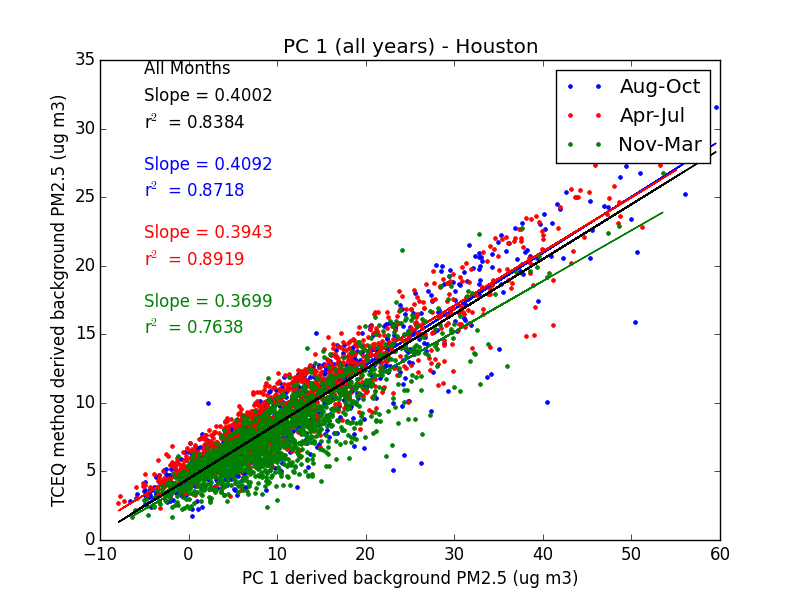 PC 1 (all years) - Houston
All Months
Slope = 0.4002
r² = 0.8384
Slope = 0.4092
r² = 0.8718
Slope = 0.3943
r² = 0.8919
Slope = 0.3699
r² = 0.7638
Aug-Oct
Apr-Jul
Nov-Mar
TCEQ method derived background PM2.5 (ug m3)
35
30
25
20
15
10
5
0
−10 0 10 20 30 40 50 60
PC 1 derived background PM2.5 (ug m3)